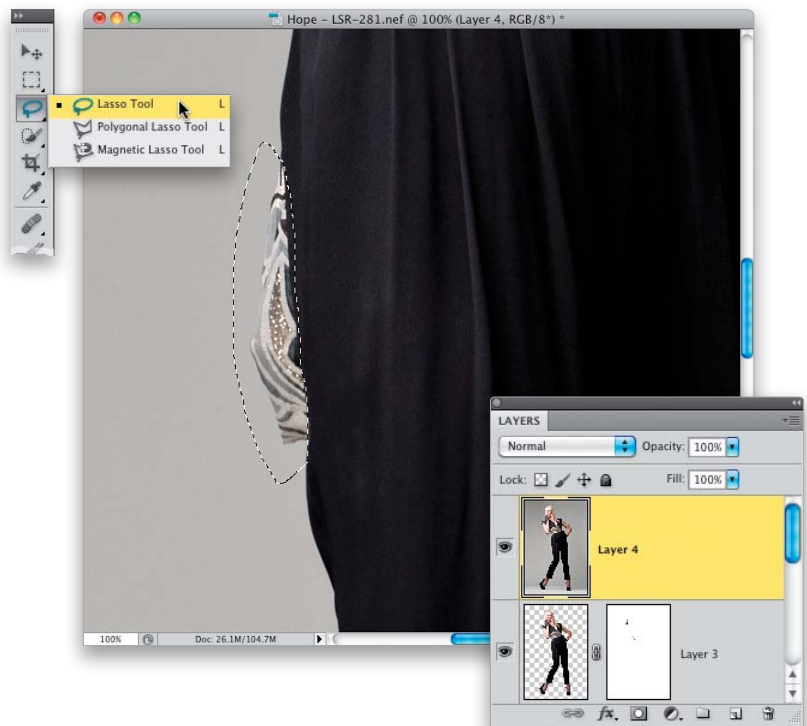 Hope – LSR-281.nef @ 100% (Layer 4, RGB/8*) *
Lasso Tool L
Polygonal Lasso Tool L
Magnetic Lasso Tool L
LAYERS
Normal Opacity: 100%
Lock: Fill: 100%
Layer 4
Layer 3
fx.
100% Doc: 26.1M/104.7M